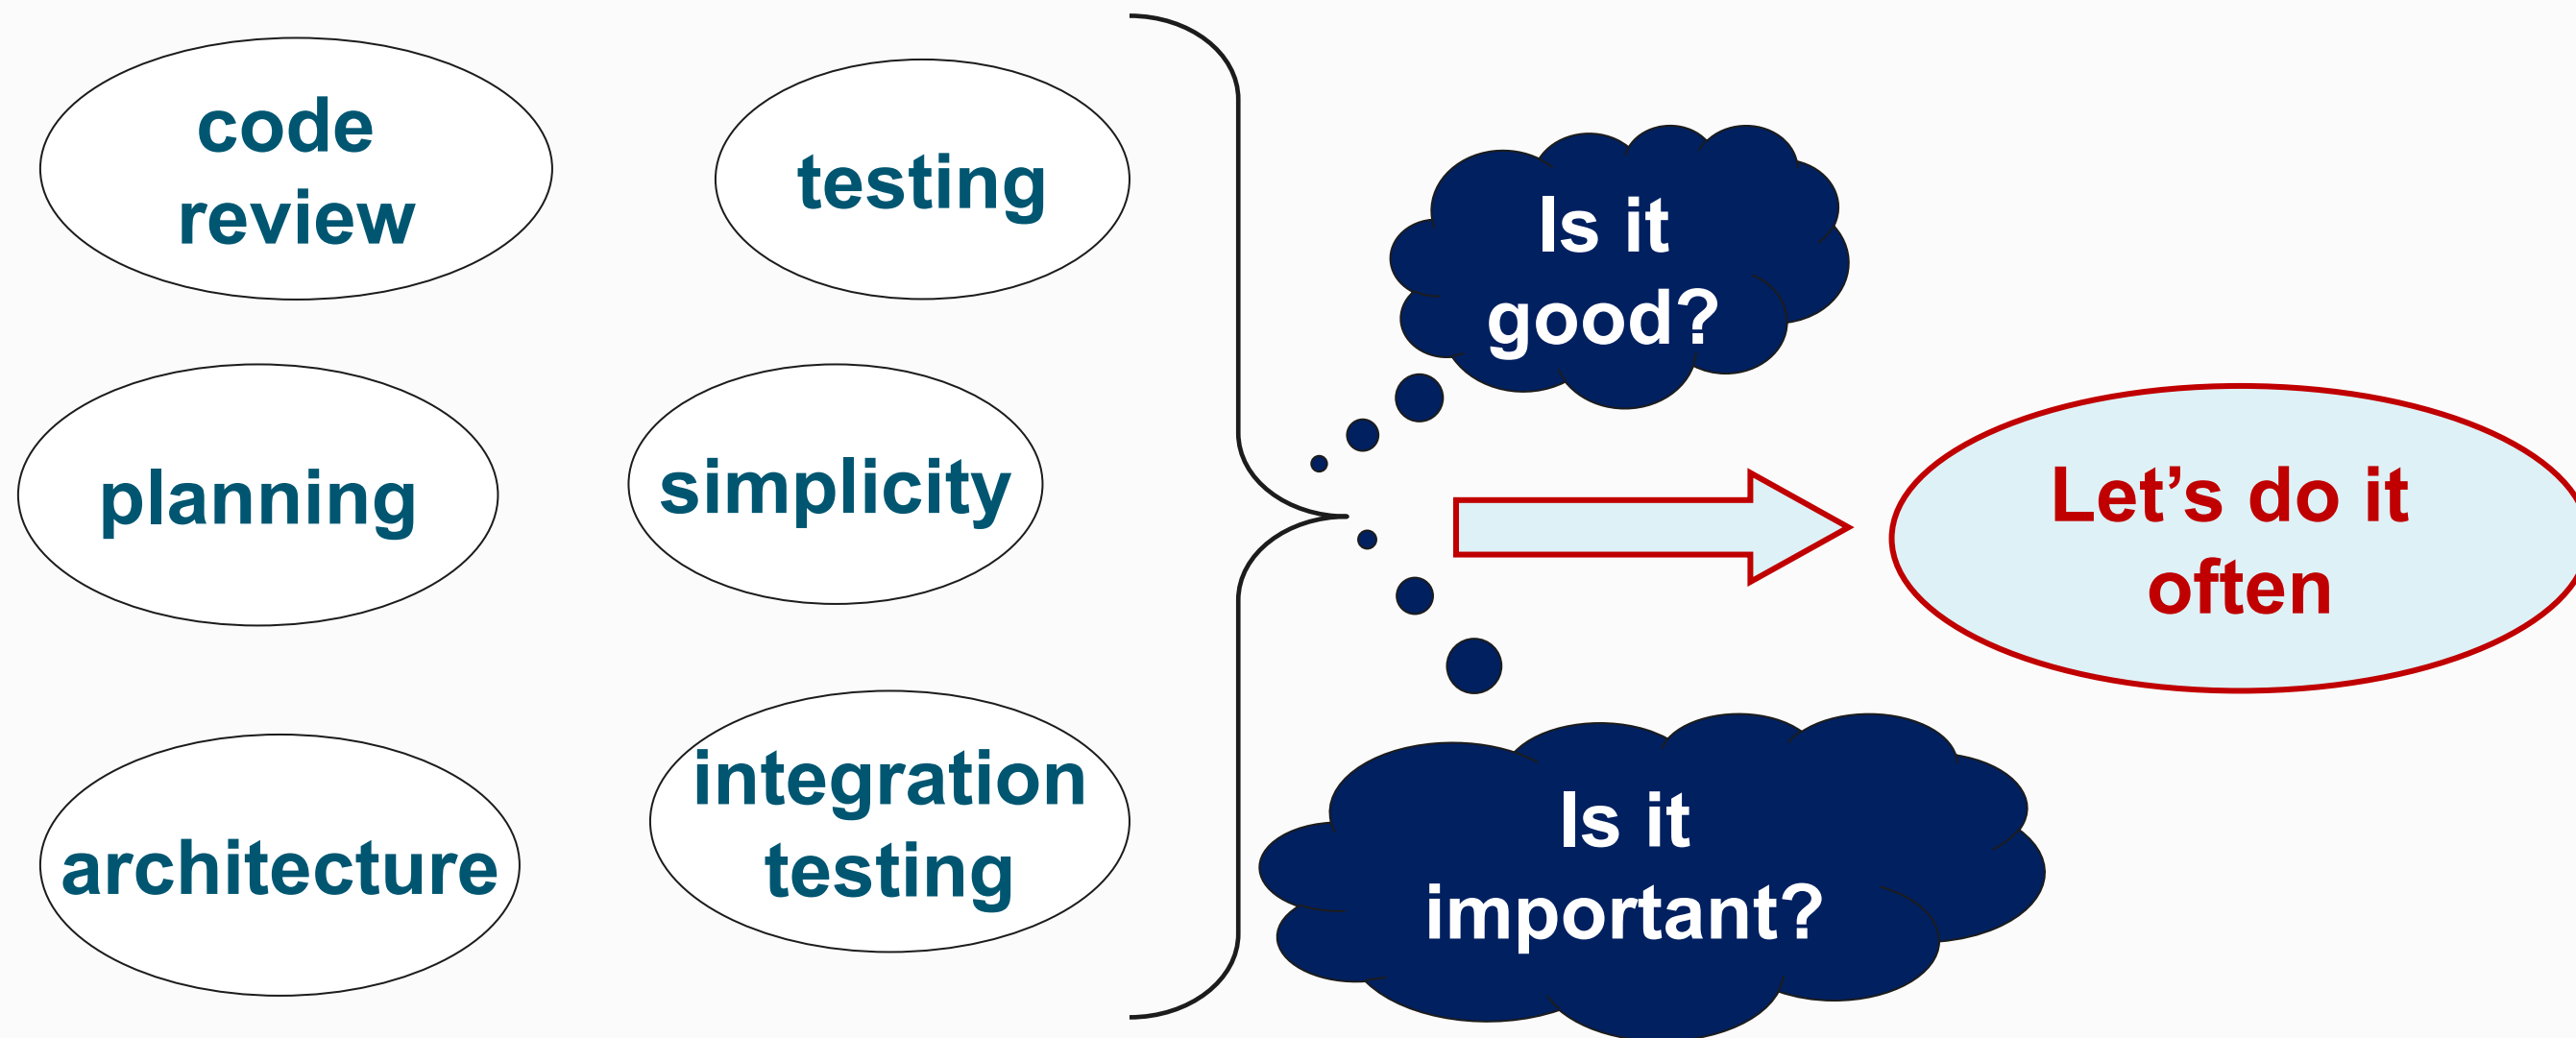 code
review
testing
planning
simplicity
architecture
integration
testing
Is it
good?
Let’s do it
often
Is it
important?